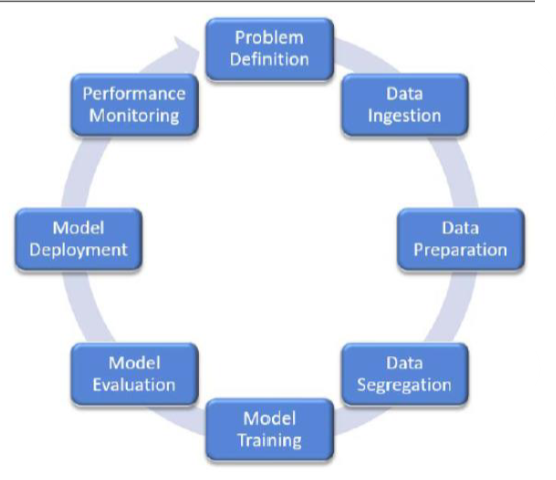 Problem
Definition
Data
Ingestion
Data
Preparation
Data
Segregation
Model
Training
Model
Evaluation
Model
Deployment
Performance
Monitoring